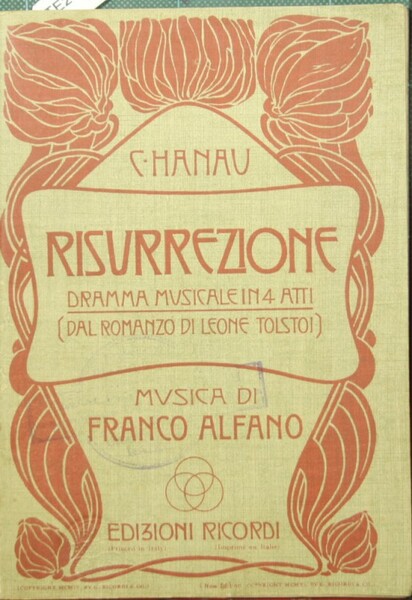 C·HANAU
RISURREZIONE
DRAMMA MUSICALE IN 4 ATTI
(DAL ROMANZO DI LEONE TOLSTOI)
MUSICA DI
FRANCO ALFANO
EDIZIONI RICORDI